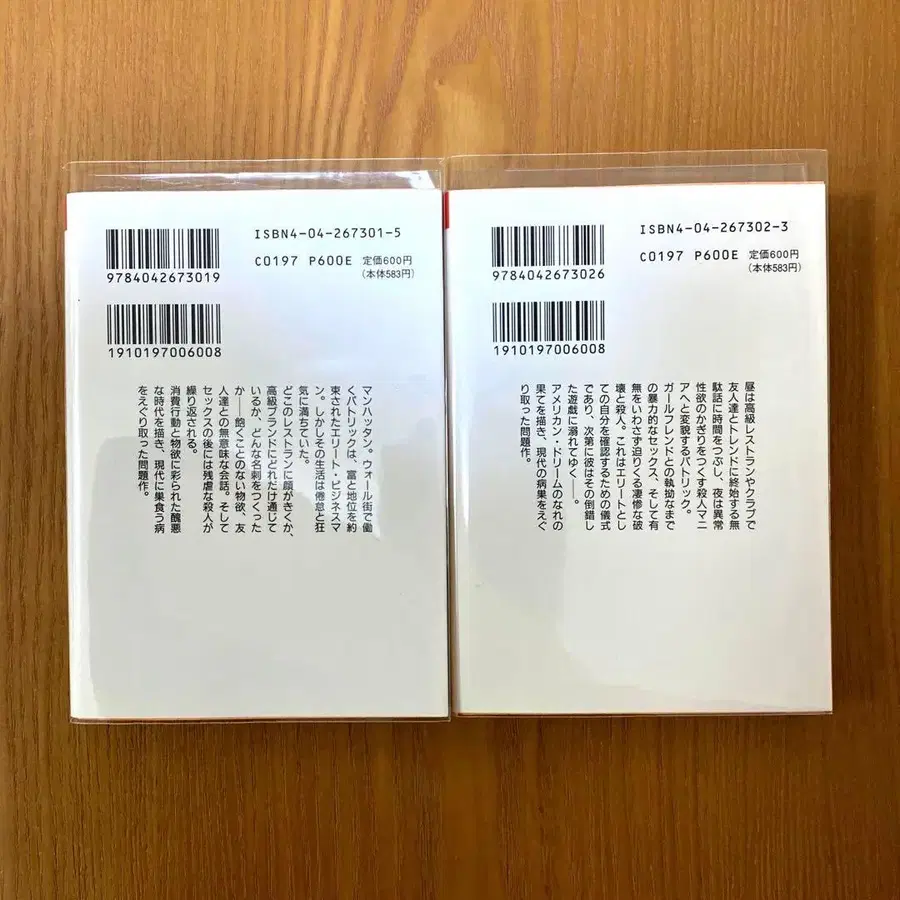 ISBN4-04-267301-5
C0197 P600E 定価600円
(本体583円)
9784042673019
1910197006008
マンハッタン。ウォール街で働
くパトリックは、富と地位を約
束されたエリート・ビジネスマ
ン。しかしその生活は倦怠と狂
気に満ちていた。
どこのレストランに顔がきくか、
高級ブランドにどれだけ通じて
いるか、どんな名刺をつくった
か――飽くことのない物欲、友
人達との無意味な会話。そして
セックスの後には残虐な殺人が
繰り返される。
消費行動と物欲に彩られた醜悪
な時代を描き、現代に巣食う病
をえぐり取った問題作。
ISBN4-04-267302-3
C0197 P600E 定価600円
(本体583円)
9784042673026
1910197006008
昼は高級レストランやクラブで
友人達とトレンドに終始する無
駄話に時間をつぶし、夜は異常
性欲のかぎりをつくす殺人マニ
アへと変貌するパトリック。
ガールフレンドとの執拗なまで
の暴力的なセックス、そして有
無をいわさず迫りくる凄惨な破
壊と殺人。これはエリートとし
ての自分を確認するための儀式
であり、次第に彼はその倒錯し
た遊戯に溺れてゆく――。
アメリカン・ドリームのなれの
果てを描き、現代の病巣をえぐ
り取った問題作。